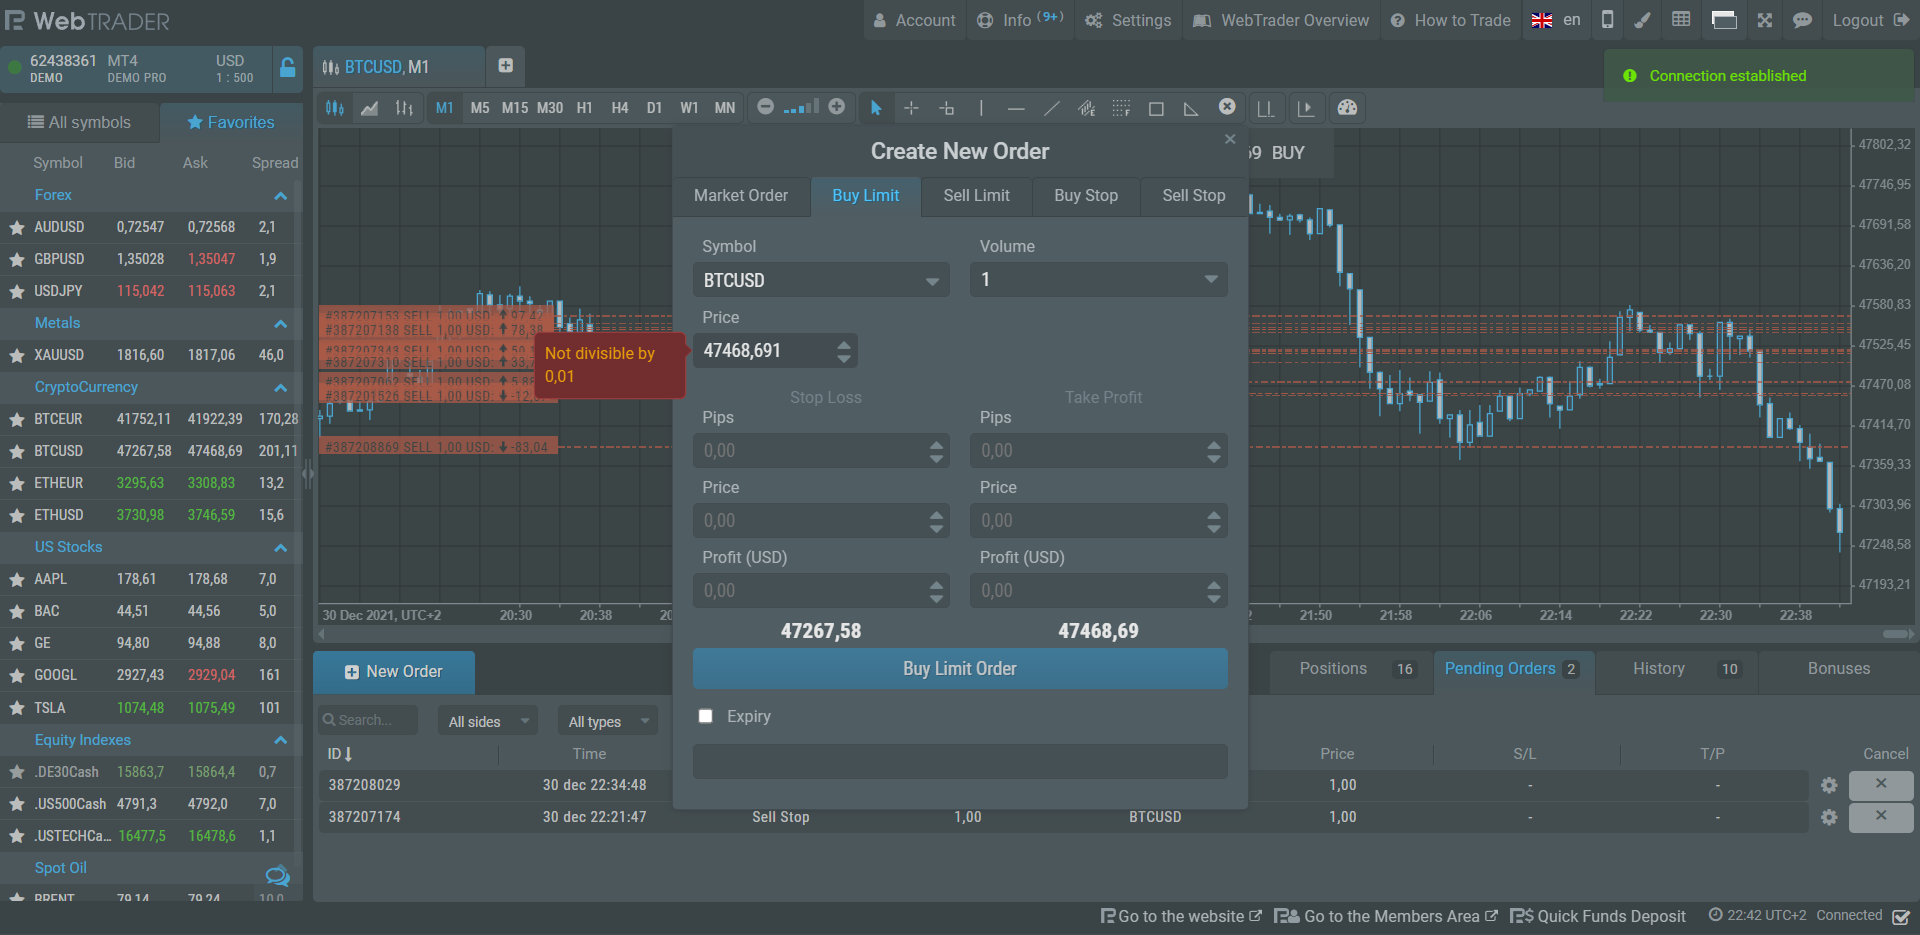 WebTRADER
Account
Info (9+)
Settings
WebTrader Overview
How to Trade
en
Logout
62438361 MT4 USD
DEMO DEMO PRO 1 : 500
BTCUSD, M1
Connection established
M1 M5 M15 M30 H1 H4 D1 W1 MN
All symbols
Favorites
Symbol Bid Ask Spread
Forex
AUDUSD 0,72547 0,72568 2,1
GBPUSD 1,35028 1,35047 1,9
USDJPY 115,042 115,063 2,1
Metals
XAUUSD 1816,60 1817,06 46,0
CryptoCurrency
BTCEUR 41752,11 41922,39 170,28
BTCUSD 47267,58 47468,69 201,11
ETHEUR 3295,63 3308,83 13,2
ETHUSD 3730,98 3746,59 15,6
US Stocks
AAPL 178,61 178,68 7,0
BAC 44,51 44,56 5,0
GE 94,80 94,88 8,0
GOOGL 2927,43 2929,04 161
TSLA 1074,48 1075,49 101
Equity Indexes
.DE30Cash 15863,7 15864,4 0,7
.US500Cash 4791,3 4792,0 7,0
.USTECHCa... 16477,5 16478,6 1,1
Spot Oil
BRENT 79,14 79,24 10,0
#387207153 SELL 1,00 USD: 97,42
#387207138 SELL 1,00 USD: 78,38
#387207343 SELL 1,00 USD:
#387207310 SELL 1,00 USD:
#387207062 SELL 1,00 USD:
#387201526 SELL 1,00 USD:
#387208869 SELL 1,00 USD: -83,04
69 BUY
Create New Order
Market Order
Buy Limit
Sell Limit
Buy Stop
Sell Stop
Symbol Volume
BTCUSD 1
Price
47468,691
Not divisible by
0,01
Stop Loss Take Profit
Pips Pips
0,00 0,00
Price Price
0,00 0,00
Profit (USD) Profit (USD)
0,00 0,00
47267,58 47468,69
Buy Limit Order
Expiry
47802,32
47746,95
47691,58
47636,20
47580,83
47525,45
47470,08
47414,70
47359,33
47303,96
47248,58
47193,21
30 Dec 2021, UTC+2 20:30 20:38 20 2 21:50 21:58 22:06 22:14 22:22 22:30 22:38
New Order
Positions 16
Pending Orders 2
History 10
Bonuses
Search...
All sides
All types
ID Time Price S/L T/P Cancel
387208029 30 dec 22:34:48 1,00 - -
387207174 30 dec 22:21:47 Sell Stop 1,00 BTCUSD 1,00 - -
Go to the website
Go to the Members Area
Quick Funds Deposit
22:42 UTC+2 Connected